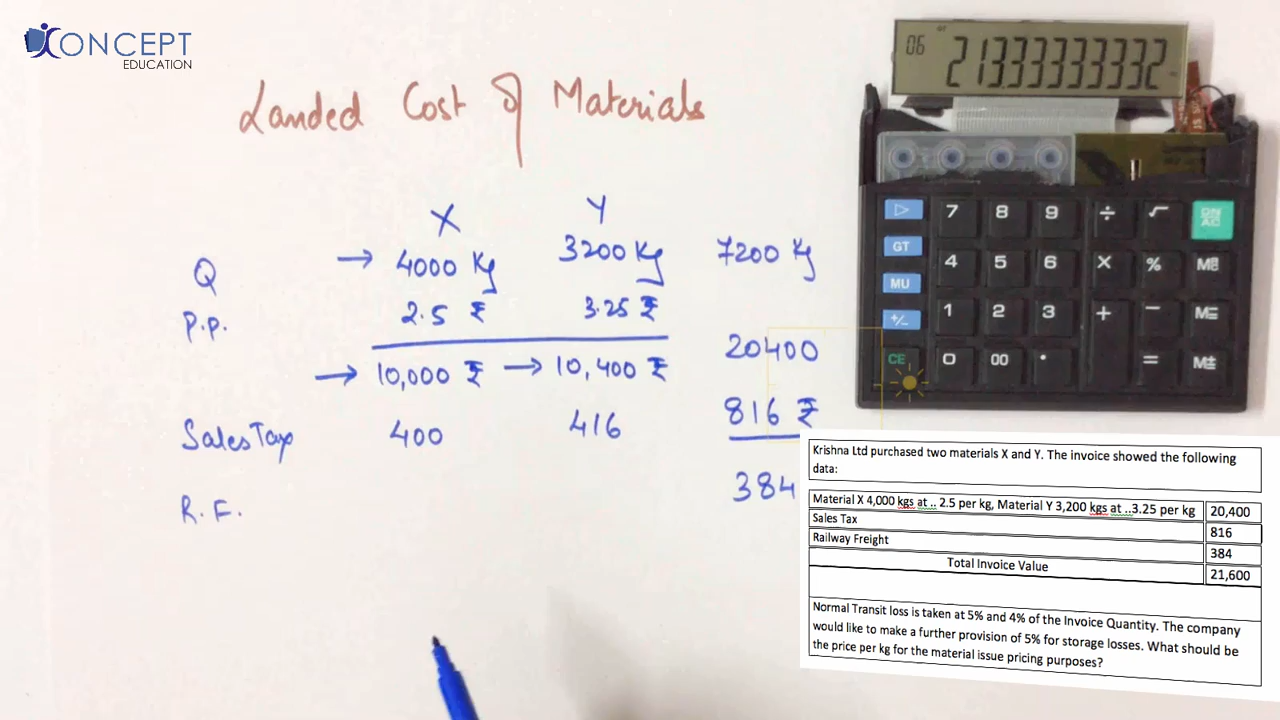 CONCEPT
EDUCATION
Landed Cost of Materials
X Y
Q → 4000 Kg 3200 Kg 7200 Kg
P.P. 2.5 ₹ 3.25 ₹
20400
→ 10,000 ₹ → 10,400 ₹
816 ₹
Sales Tax 400 416
384
R.F.
06 GT 213.33333333332
▷ 7 8 9 ÷ √ ON AC
GT 4 5 6 X %
MU 1 2 3 + −
+/−
CE 0 00 · = M±
Krishna Ltd purchased two materials X and Y. The invoice showed the following
data:
Material X 4,000 kgs at .. 2.5 per kg, Material Y 3,200 kgs at ..3.25 per kg 20,400
Sales Tax 816
Railway Freight 384
Total Invoice Value 21,600
Normal Transit loss is taken at 5% and 4% of the Invoice Quantity. The company
would like to make a further provision of 5% for storage losses. What should be
the price per kg for the material issue pricing purposes?